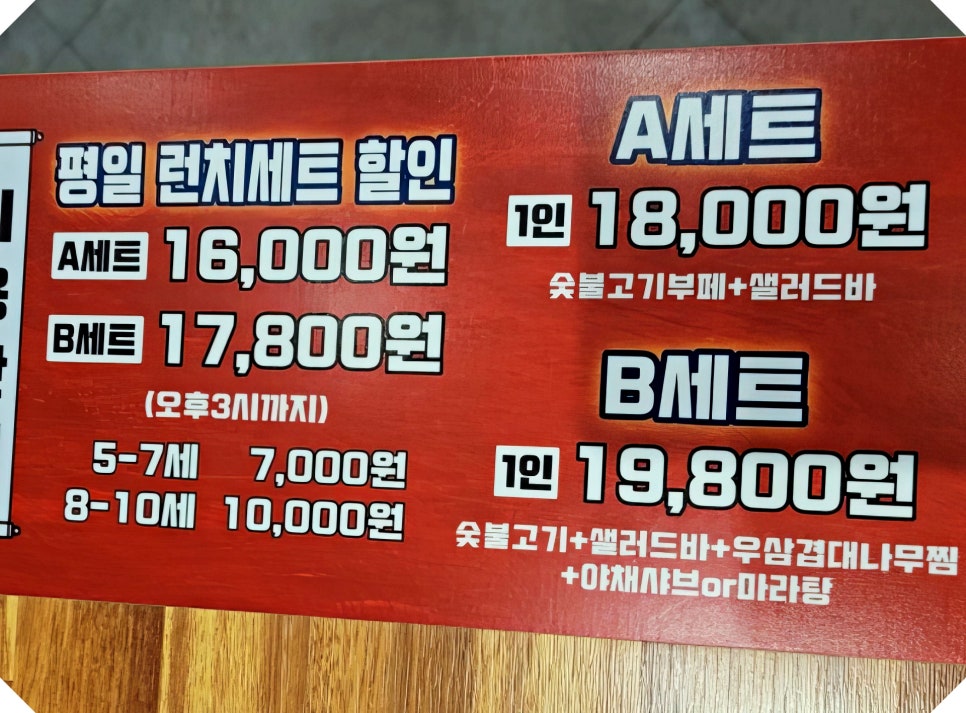 평일 런치세트 할인
A세트 16,000원
B세트 17,800원
(오후3시까지)
5-7세 7,000원
8-10세 10,000원
A세트
1인 18,000원
숯불고기부페+샐러드바
B세트
1인 19,800원
숯불고기+샐러드바+우삼겹대나무찜
+야채샤브or마라탕